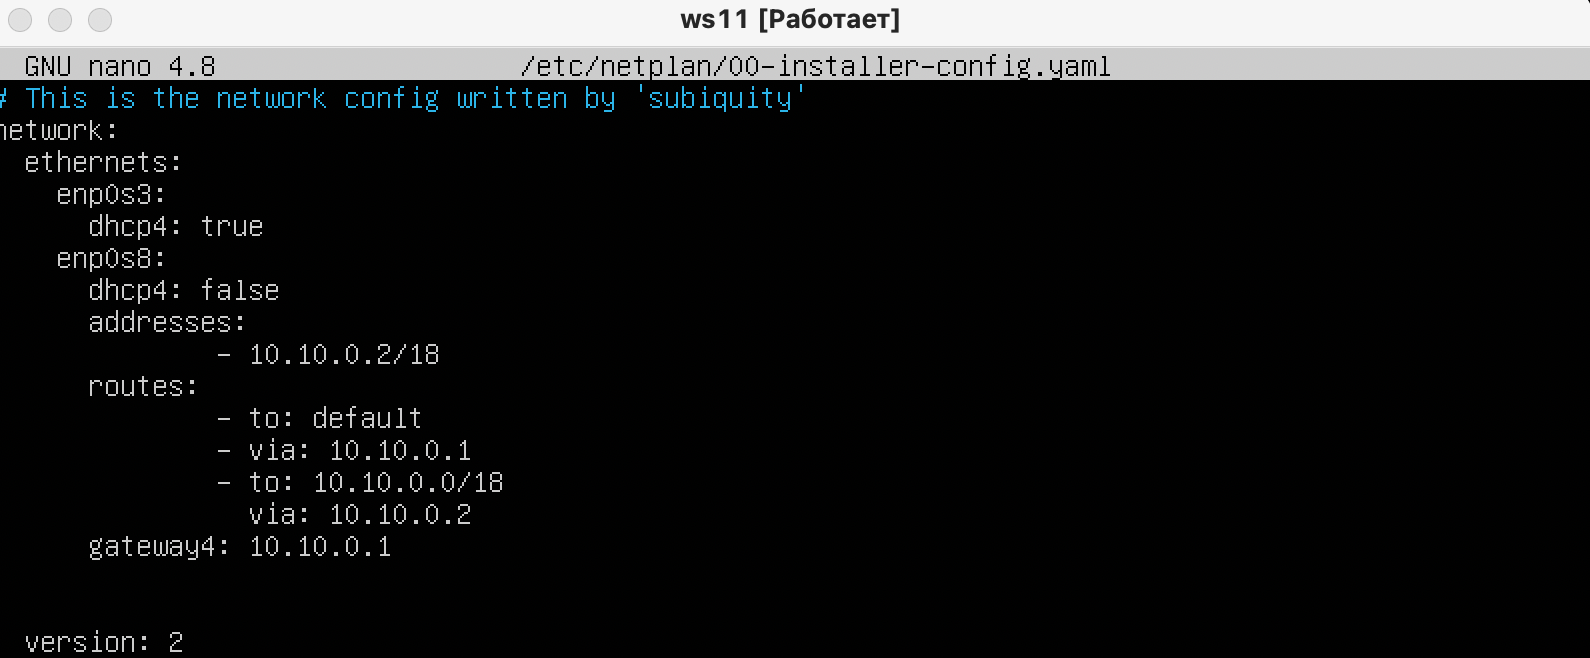 ws11 [Работает]
GNU nano 4.8 /etc/netplan/00-installer-config.yaml
# This is the network config written by 'subiquity'
network:
  ethernets:
    enp0s3:
      dhcp4: true
    enp0s8:
      dhcp4: false
      addresses:
              - 10.10.0.2/18
      routes:
              - to: default
              - via: 10.10.0.1
              - to: 10.10.0.0/18
                via: 10.10.0.2
      gateway4: 10.10.0.1
  version: 2